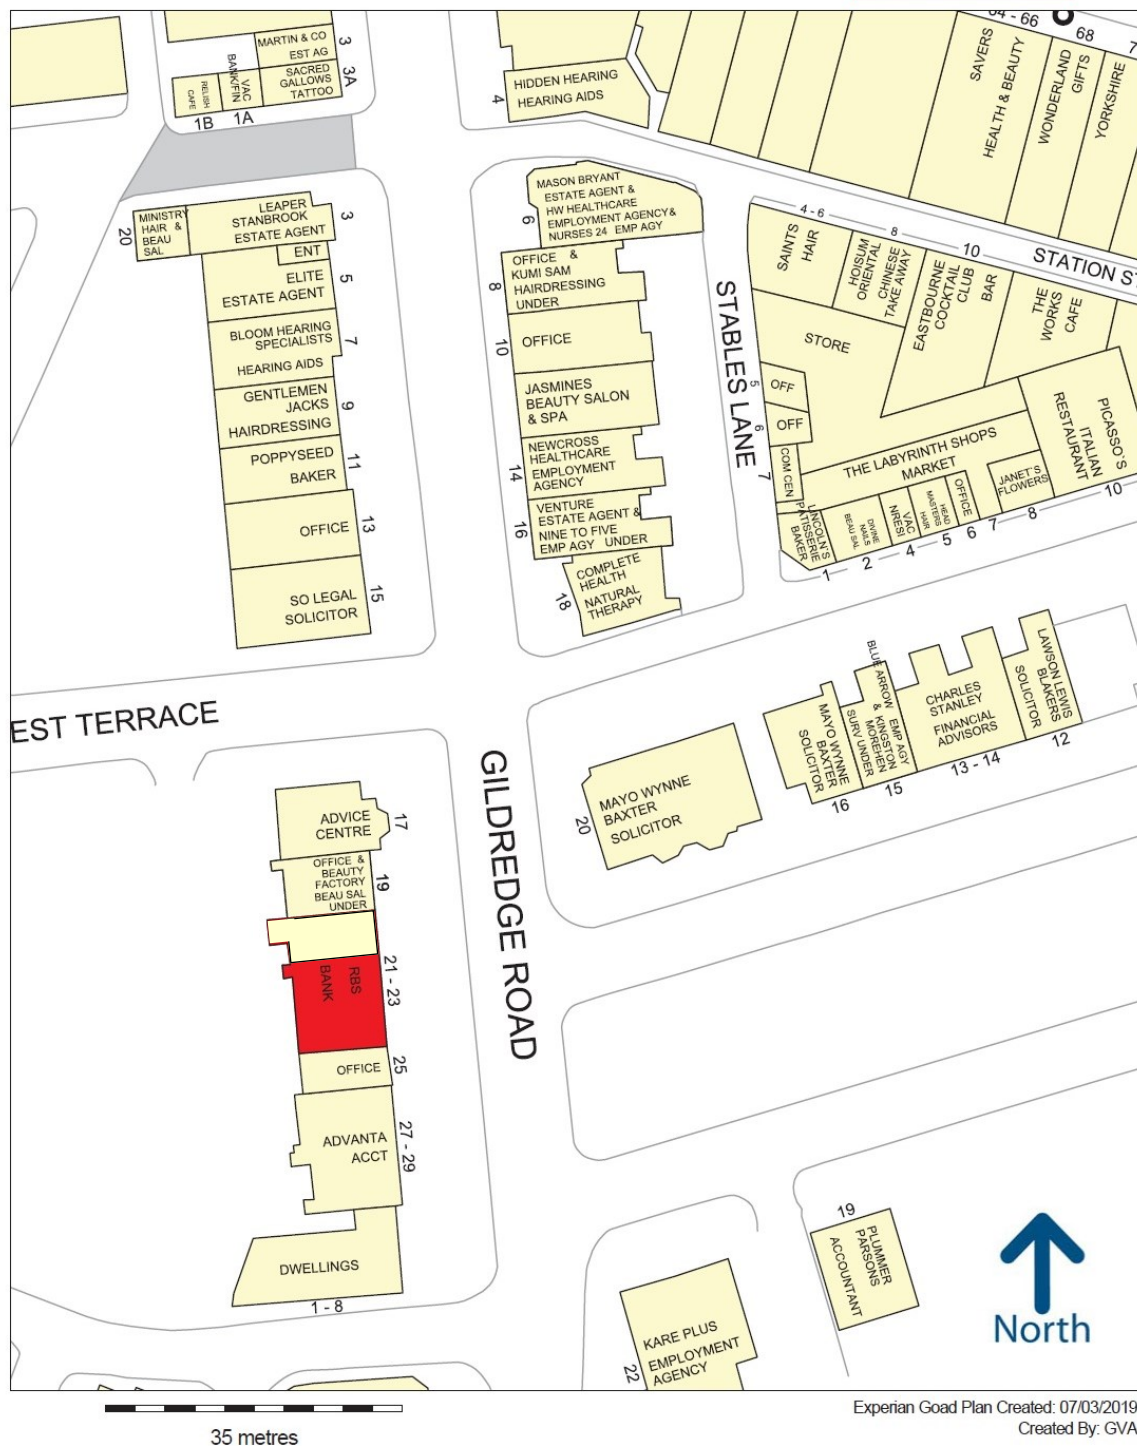 MARTIN & CO
EST AG
3
SACRED
GALLOWS
TATTOO
3A
VAC
BANK/FIN
RELISH
CAFE
1B
1A
HIDDEN HEARING
HEARING AIDS
4
64 - 66
68
7
SAVERS
HEALTH & BEAUTY
WONDERLAND
GIFTS
YORKSHIRE
MINISTRY
HAIR &
BEAU
SAL
20
LEAPER
STANBROOK
ESTATE AGENT
3
ENT
ELITE
ESTATE AGENT
5
BLOOM HEARING
SPECIALISTS
HEARING AIDS
7
GENTLEMEN
JACKS
HAIRDRESSING
9
POPPYSEED
BAKER
11
OFFICE
13
SO LEGAL
SOLICITOR
15
MASON BRYANT
ESTATE AGENT &
HW HEALTHCARE
EMPLOYMENT AGENCY&
NURSES 24 EMP AGY
6
OFFICE &
KUMI SAM
HAIRDRESSING
UNDER
8
OFFICE
10
JASMINES
BEAUTY SALON
& SPA
NEWCROSS
HEALTHCARE
EMPLOYMENT
AGENCY
14
VENTURE
ESTATE AGENT &
NINE TO FIVE
EMP AGY UNDER
16
COMPLETE
HEALTH
NATURAL
THERAPY
18
STABLES LANE
4 - 6
8
10
STATION ST
SAINTS
HAIR
HOISUM
ORIENTAL
CHINESE
TAKE AWAY
EASTBOURNE
COCKTAIL
CLUB
BAR
THE
WORKS
CAFE
STORE
5
OFF
6
OFF
7
COM CEN
THE LABYRINTH SHOPS
MARKET
PICASSO'S
ITALIAN
RESTAURANT
LINCOLN'S
PATISSERIE
BAKER
DIVINE
NAILS
BEAU SAL
VAC
NRESI
HEAD
MASTERS
HAIR
OFFICE
JANET'S
FLOWERS
1
2
4
5
6
7
8
10
EST TERRACE
GILDREDGE ROAD
MAYO WYNNE
BAXTER
SOLICITOR
20
MAYO WYNNE
BAXTER
SOLICITOR
16
BLUE ARROW EMP AGY
& KINGSTON
MOREHEN
SURV UNDER
15
CHARLES
STANLEY
FINANCIAL
ADVISORS
13 - 14
LAWSON LEWIS
BLAKERS
SOLICITOR
12
ADVICE
CENTRE
17
OFFICE &
BEAUTY
FACTORY
BEAU SAL
UNDER
19
RBS
BANK
21 - 23
OFFICE
25
ADVANTA
ACCT
27 - 29
DWELLINGS
1 - 8
19
PLUMMER
PARSONS
ACCOUNTANT
KARE PLUS
EMPLOYMENT
AGENCY
22
North
35 metres
Experian Goad Plan Created: 07/03/2019
Created By: GVA